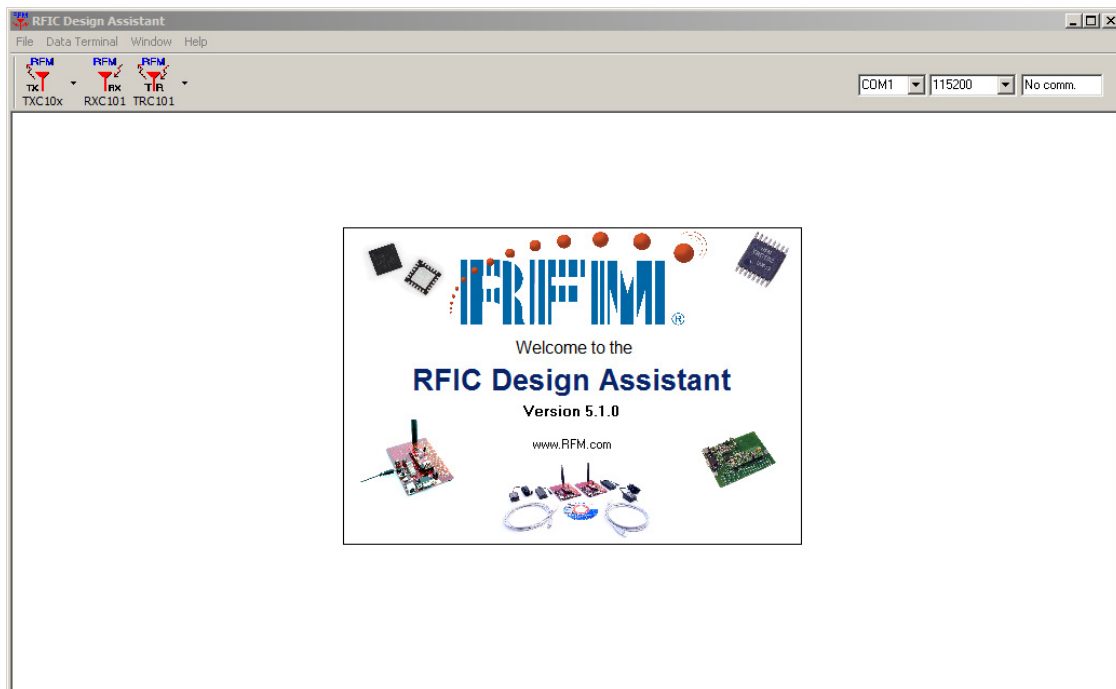 RFIC Design Assistant
File Data Terminal Window Help
RFM RFM RFM
TX RX T R
TXC10x RXC101 TRC101
COM1 115200 No comm.
RFM®
Welcome to the
RFIC Design Assistant
Version 5.1.0
www.RFM.com